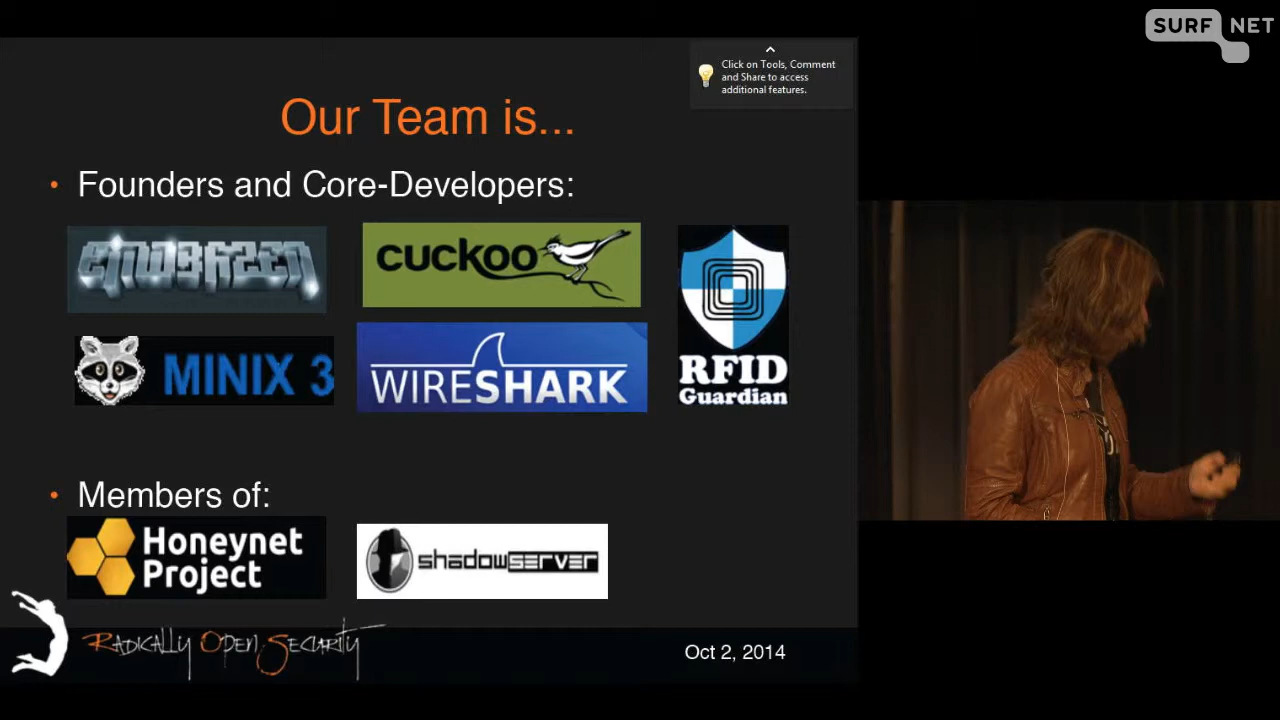 SURF NET
Click on Tools, Comment
and Share to access
additional features.
Our Team is...
• Founders and Core-Developers:
cuckoo
MINIX 3
WIRESHARK
RFID
Guardian
• Members of:
Honeynet
Project
shadowserver
RADICALLY OPEN SECURITY
Oct 2, 2014